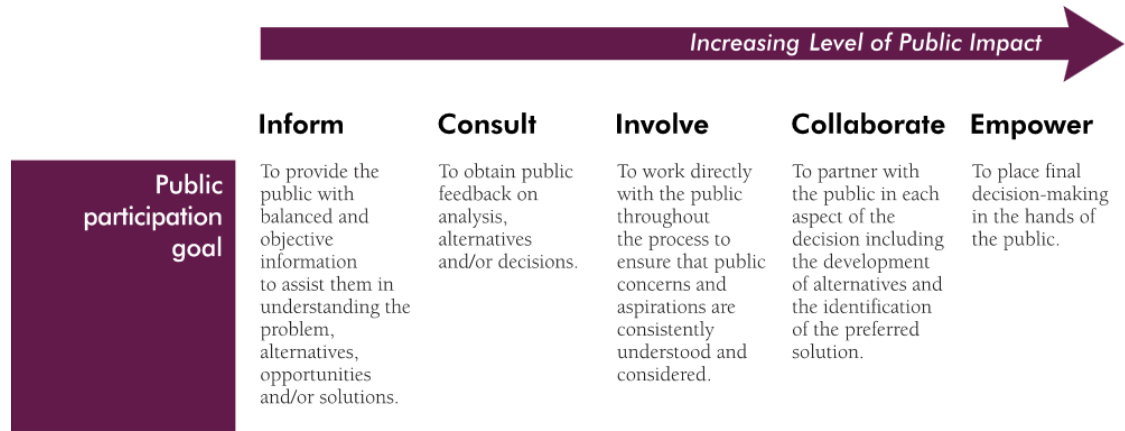 Increasing Level of Public Impact
Inform
Consult
Involve
Collaborate
Empower
Public
participation
goal
To provide the
public with
balanced and
objective
information
to assist them in
understanding the
problem,
alternatives,
opportunities
and/or solutions.
To obtain public
feedback on
analysis,
alternatives
and/or decisions.
To work directly
with the public
throughout
the process to
ensure that public
concerns and
aspirations are
consistently
understood and
considered.
To partner with
the public in each
aspect of the
decision including
the development
of alternatives and
the identification
of the preferred
solution.
To place final
decision-making
in the hands of
the public.